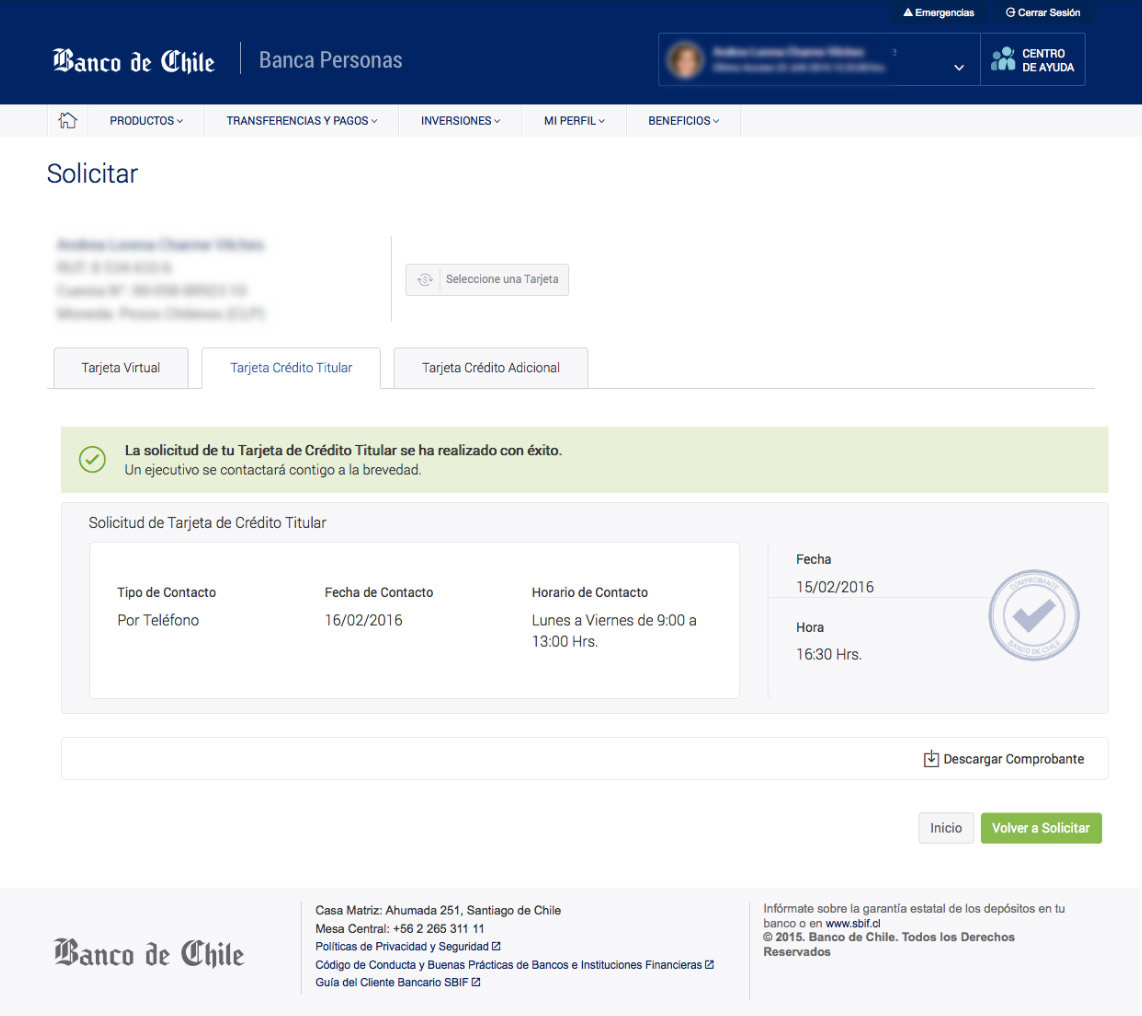 Emergencias
Cerrar Sesión
Banco de Chile
Banca Personas
CENTRO
DE AYUDA
PRODUCTOS
TRANSFERENCIAS Y PAGOS
INVERSIONES
MI PERFIL
BENEFICIOS
Solicitar
Seleccione una Tarjeta
Tarjeta Virtual
Tarjeta Crédito Titular
Tarjeta Crédito Adicional
La solicitud de tu Tarjeta de Crédito Titular se ha realizado con éxito.
Un ejecutivo se contactará contigo a la brevedad.
Solicitud de Tarjeta de Crédito Titular
Tipo de Contacto
Por Teléfono
Fecha de Contacto
16/02/2016
Horario de Contacto
Lunes a Viernes de 9:00 a
13:00 Hrs.
Fecha
15/02/2016
Hora
16:30 Hrs.
COMPROBANTE
BANCO DE CHILE
Descargar Comprobante
Inicio
Volver a Solicitar
Banco de Chile
Casa Matriz: Ahumada 251, Santiago de Chile
Mesa Central: +56 2 265 311 11
Políticas de Privacidad y Seguridad
Código de Conducta y Buenas Prácticas de Bancos e Instituciones Financieras
Guía del Cliente Bancario SBIF
Infórmate sobre la garantía estatal de los depósitos en tu
banco o en www.sbif.cl
© 2015. Banco de Chile. Todos los Derechos
Reservados